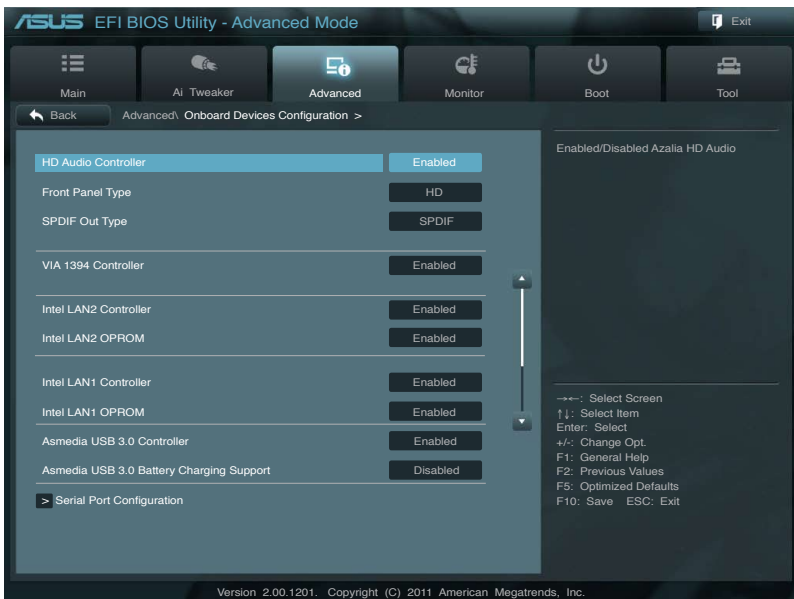 ASUS EFI BIOS Utility - Advanced Mode
Exit
Main Ai Tweaker Advanced Monitor Boot Tool
Back Advanced\ Onboard Devices Configuration >
HD Audio Controller Enabled
Front Panel Type HD
SPDIF Out Type SPDIF
VIA 1394 Controller Enabled
Intel LAN2 Controller Enabled
Intel LAN2 OPROM Enabled
Intel LAN1 Controller Enabled
Intel LAN1 OPROM Enabled
Asmedia USB 3.0 Controller Enabled
Asmedia USB 3.0 Battery Charging Support Disabled
> Serial Port Configuration
Enabled/Disabled Azalia HD Audio
→←: Select Screen
↑↓: Select Item
Enter: Select
+/-: Change Opt.
F1: General Help
F2: Previous Values
F5: Optimized Defaults
F10: Save ESC: Exit
Version 2.00.1201. Copyright (C) 2011 American Megatrends, Inc.